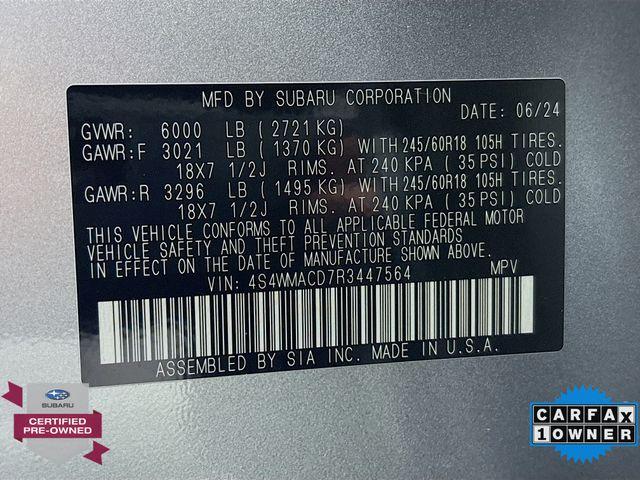 MFD BY SUBARU CORPORATION
DATE: 06/24
GVWR: 6000 LB (2721 KG)
GAWR:F 3021 LB (1370 KG) WITH 245/60R18 105H TIRES.
18X7 1/2J RIMS. AT 240 KPA (35 PSI) COLD
GAWR:R 3296 LB (1495 KG) WITH 245/60R18 105H TIRES.
18X7 1/2J RIMS. AT 240 KPA (35 PSI) COLD
THIS VEHICLE CONFORMS TO ALL APPLICABLE FEDERAL MOTOR
VEHICLE SAFETY AND THEFT PREVENTION STANDARDS
IN EFFECT ON THE DATE OF MANUFACTURE SHOWN ABOVE.
VIN: 4S4WMACD7R3447564 MPV
ASSEMBLED BY SIA INC. MADE IN U.S.A.
SUBARU
CERTIFIED
PRE-OWNED
CARFAX
1 OWNER